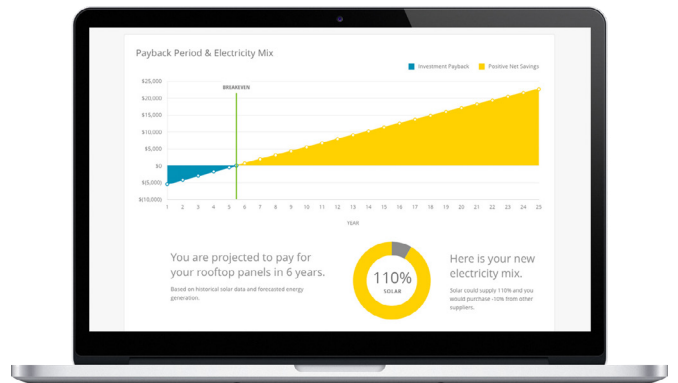 Payback Period & Electricity Mix
Investment Payback Positive Net Savings
$25,000
BREAKEVEN
$20,000
$15,000
$10,000
$5,000
$0
$(5,000)
$(10,000)
1 2 3 4 5 6 7 8 9 10 11 12 13 14 15 16 17 18 19 20 21 22 23 24 25
YEAR
You are projected to pay for
your rooftop panels in 6 years.
Based on historical solar data and forecasted energy
generation.
110%
SOLAR
Here is your new
electricity mix.
Solar could supply 110% and you
would purchase -10% from other
suppliers.